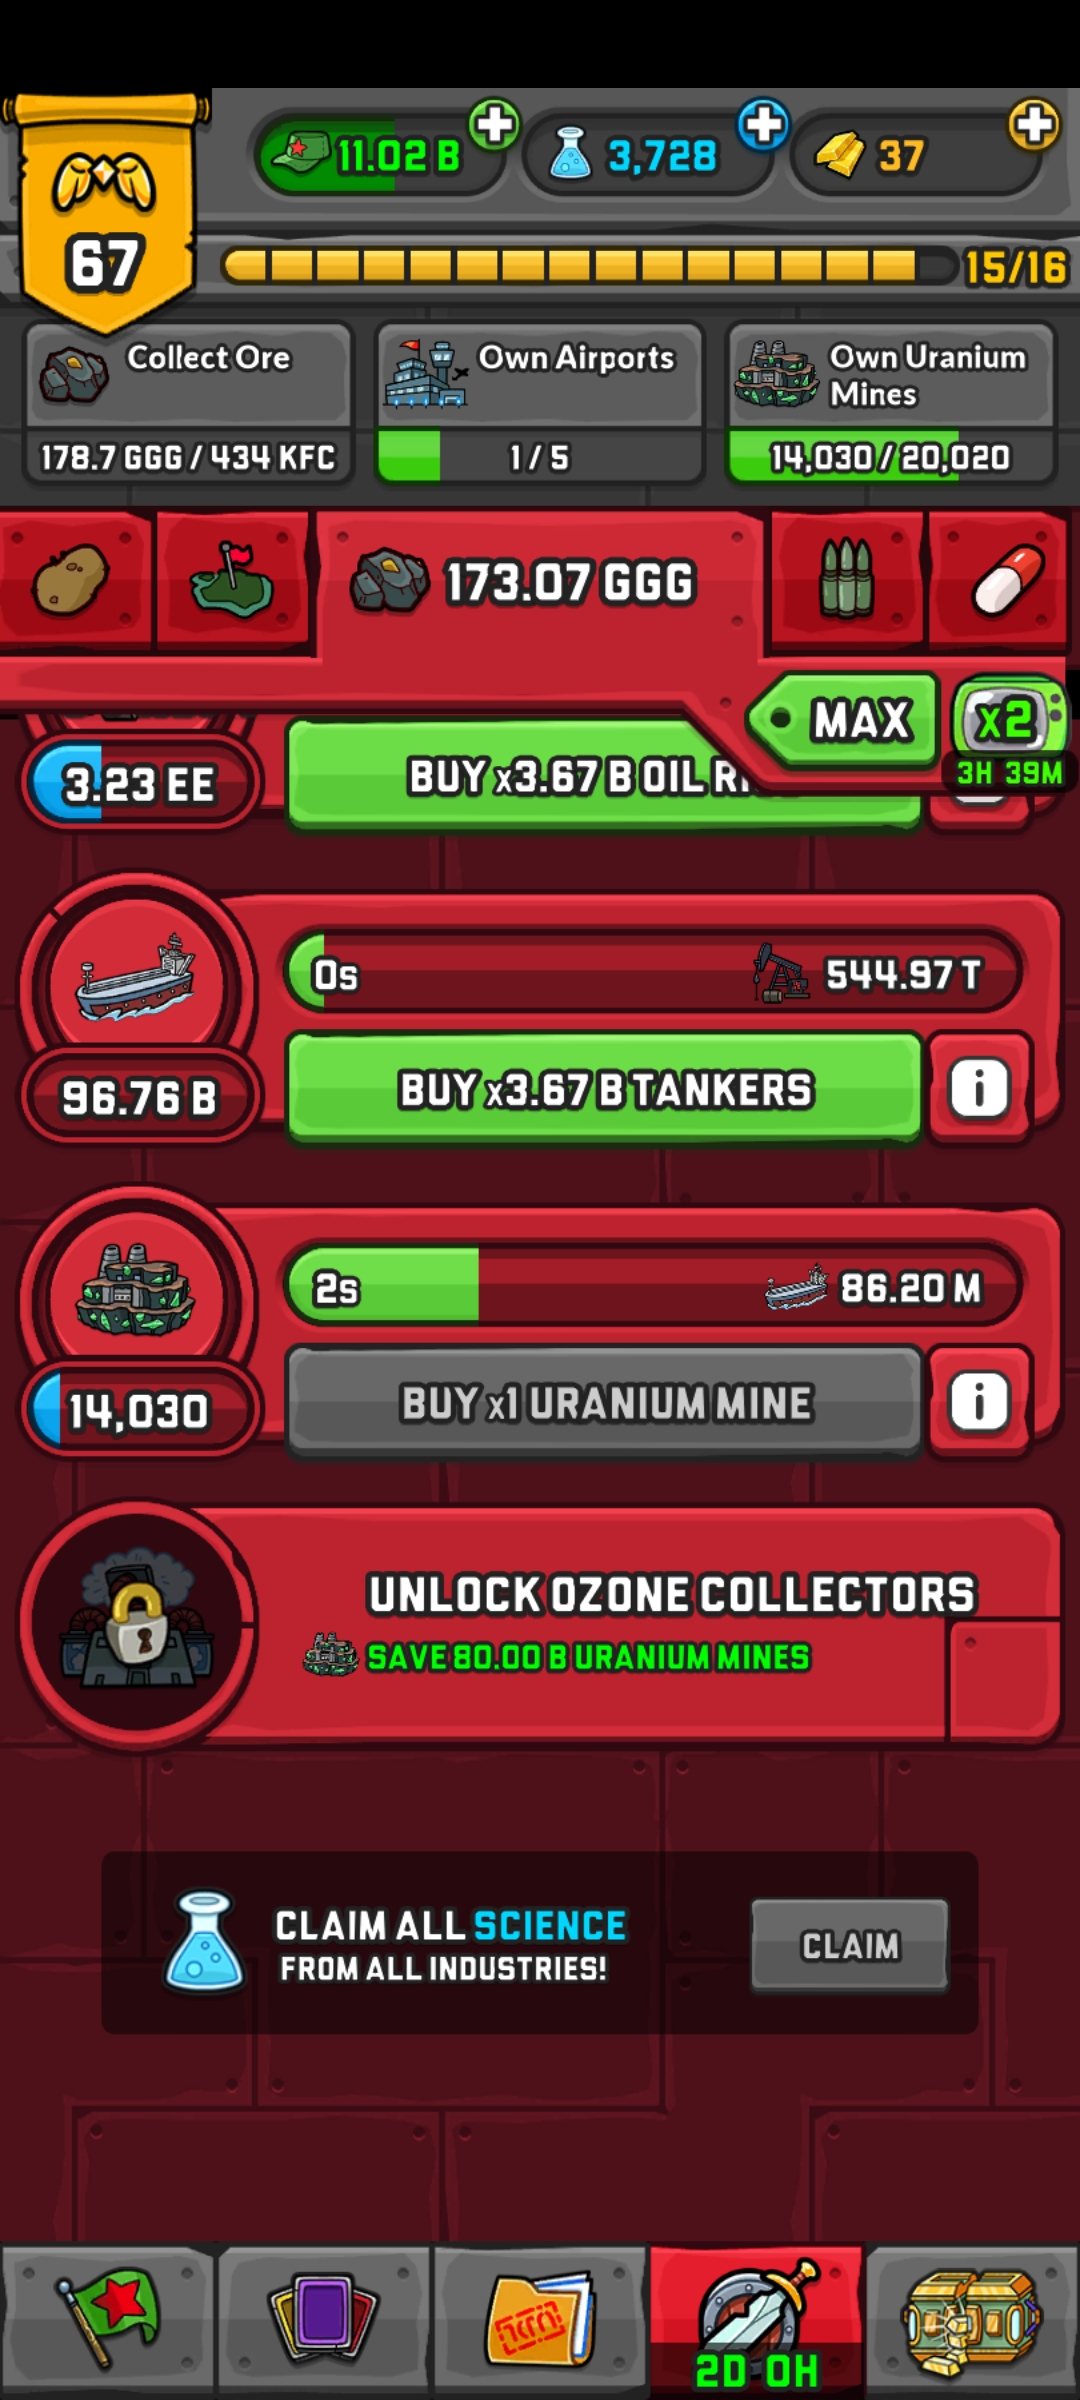 11.02 B
3,728
37
67
15/16
Collect Ore
178.7 GGG / 434 KFC
Own Airports
1 / 5
Own Uranium
Mines
14,030 / 20,020
173.07 GGG
MAX
x2
3H 39M
3.23 EE
BUY x3.67 B OIL
0s
544.97 T
96.76 B
BUY x3.67 B TANKERS
i
2s
86.20 M
14,030
BUY x1 URANIUM MINE
i
UNLOCK OZONE COLLECTORS
SAVE 80.00 B URANIUM MINES
CLAIM ALL SCIENCE
FROM ALL INDUSTRIES!
CLAIM
2D 0H